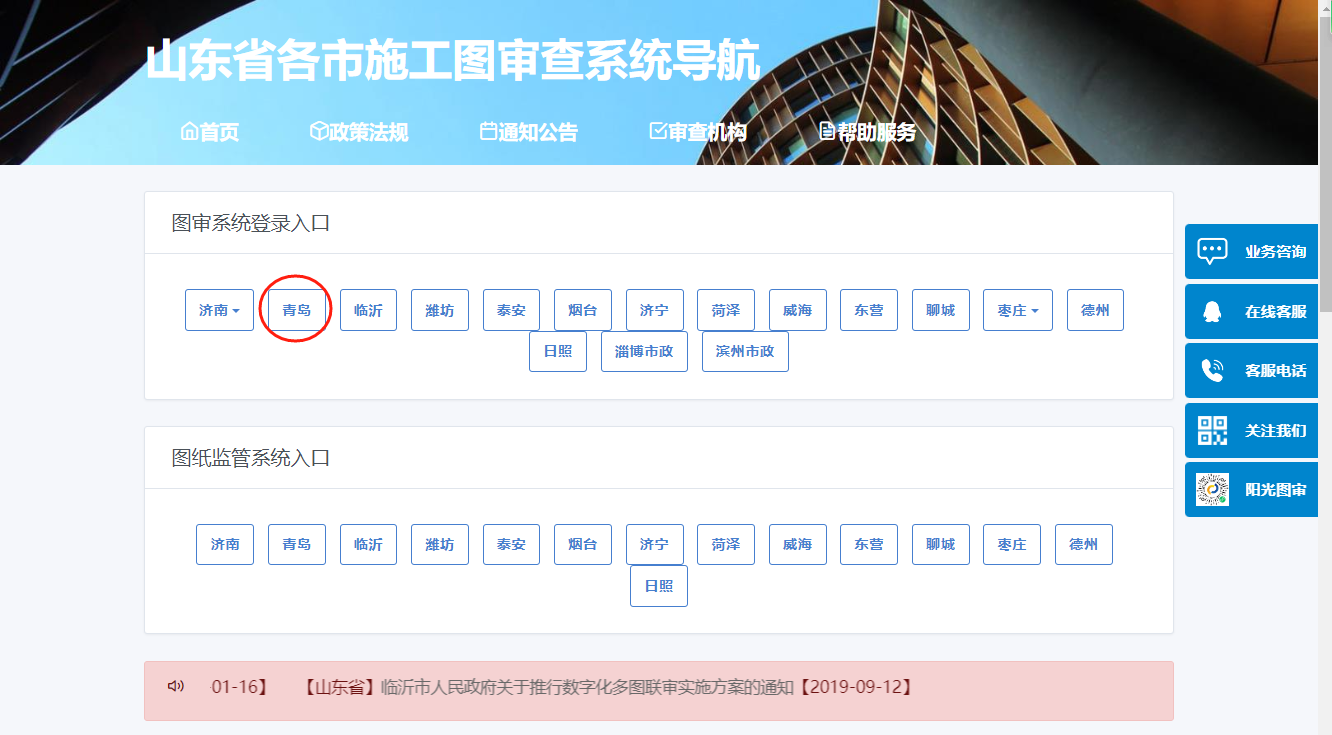 山东省各市施工图审查系统导航
首页 政策法规 通知公告 审查机构 帮助服务
图审系统登录入口
济南 青岛 临沂 潍坊 泰安 烟台 济宁 菏泽 威海 东营 聊城 枣庄 德州
日照 淄博市政 滨州市政
图纸监管系统入口
济南 青岛 临沂 潍坊 泰安 烟台 济宁 菏泽 威海 东营 聊城 枣庄 德州
日照
01-16】 【山东省】临沂市人民政府关于推行数字化多图联审实施方案的通知【2019-09-12】
业务咨询
在线客服
客服电话
关注我们
阳光图审